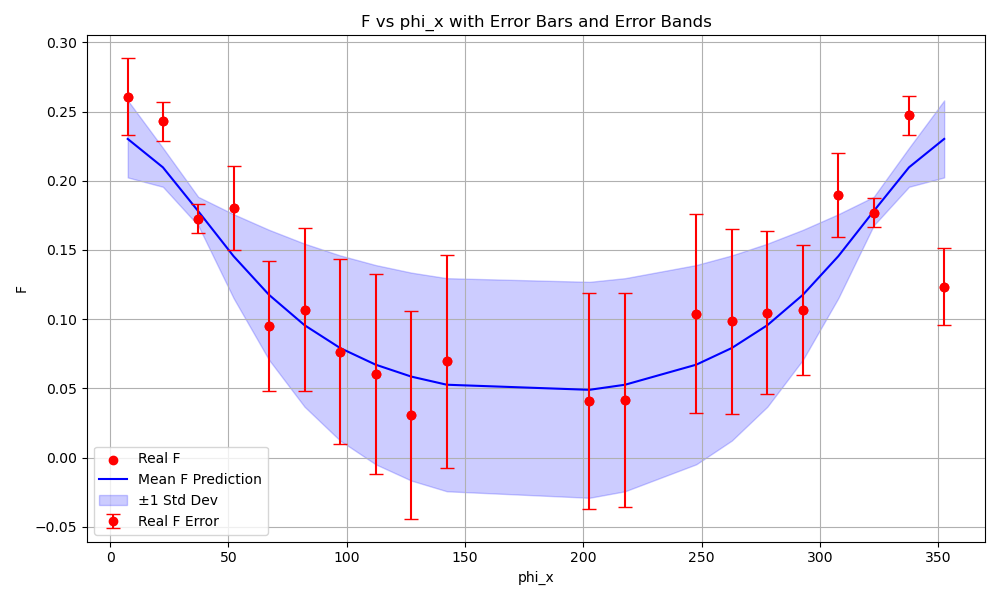 F vs phi_x with Error Bars and Error Bands
F
0.30
0.25
0.20
0.15
0.10
0.05
0.00
−0.05
Real F
Mean F Prediction
±1 Std Dev
Real F Error
0 50 100 150 200 250 300 350
phi_x